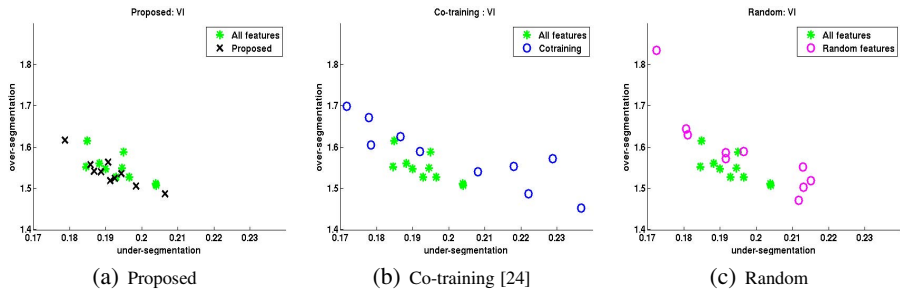 Proposed: VI
All features
Proposed
over-segmentation
1.8
1.7
1.6
1.5
1.4
0.17 0.18 0.19 0.2 0.21 0.22 0.23
under-segmentation
(a) Proposed
Co-training : VI
All features
Cotraining
over-segmentation
1.8
1.7
1.6
1.5
1.4
0.17 0.18 0.19 0.2 0.21 0.22 0.23
under-segmentation
(b) Co-training [24]
Random: VI
All features
Random features
over-segmentation
1.8
1.7
1.6
1.5
1.4
0.17 0.18 0.19 0.2 0.21 0.22 0.23
under-segmentation
(c) Random